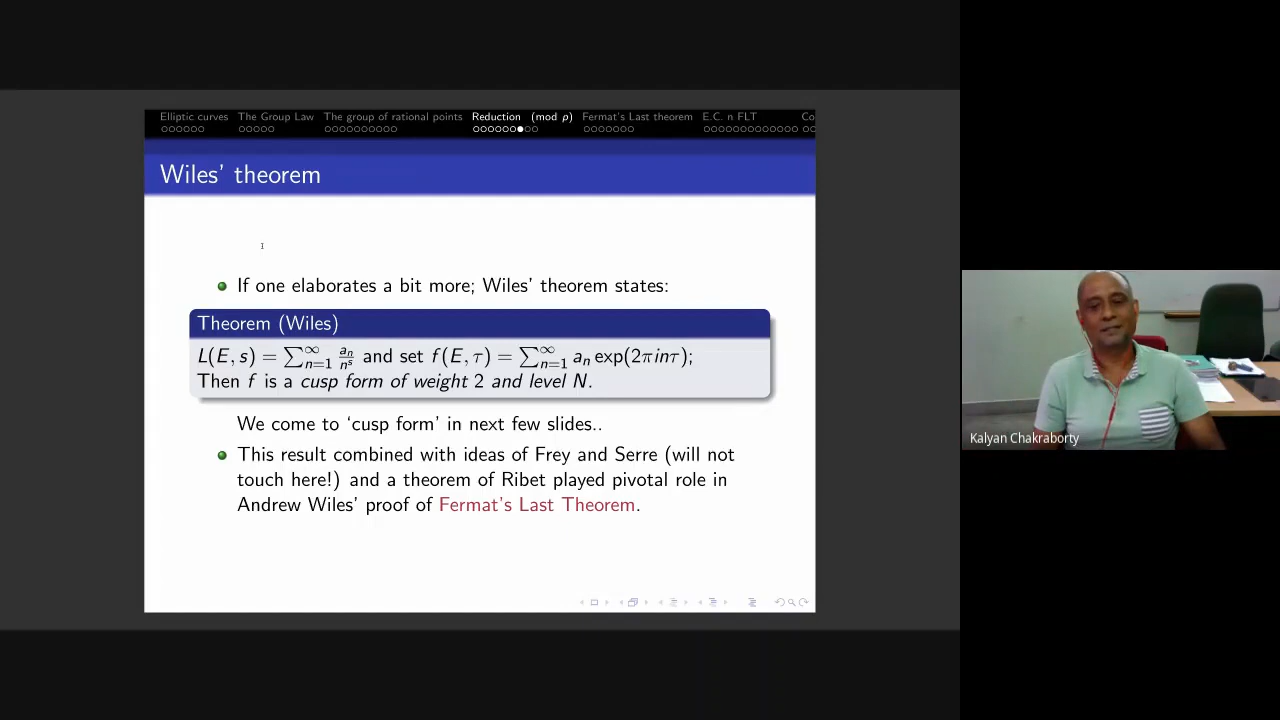 Elliptic curves The Group Law The group of rational points Reduction (mod p) Fermat's Last theorem E.C. n FLT Co
Wiles' theorem
If one elaborates a bit more; Wiles' theorem states:
Theorem (Wiles)
L(E, s) = ∑_{n=1}^{∞} a_n/n^s and set f(E, τ) = ∑_{n=1}^{∞} a_n exp(2πinτ);
Then f is a cusp form of weight 2 and level N.
We come to 'cusp form' in next few slides..
This result combined with ideas of Frey and Serre (will not
touch here!) and a theorem of Ribet played pivotal role in
Andrew Wiles' proof of Fermat's Last Theorem.
Kalyan Chakraborty